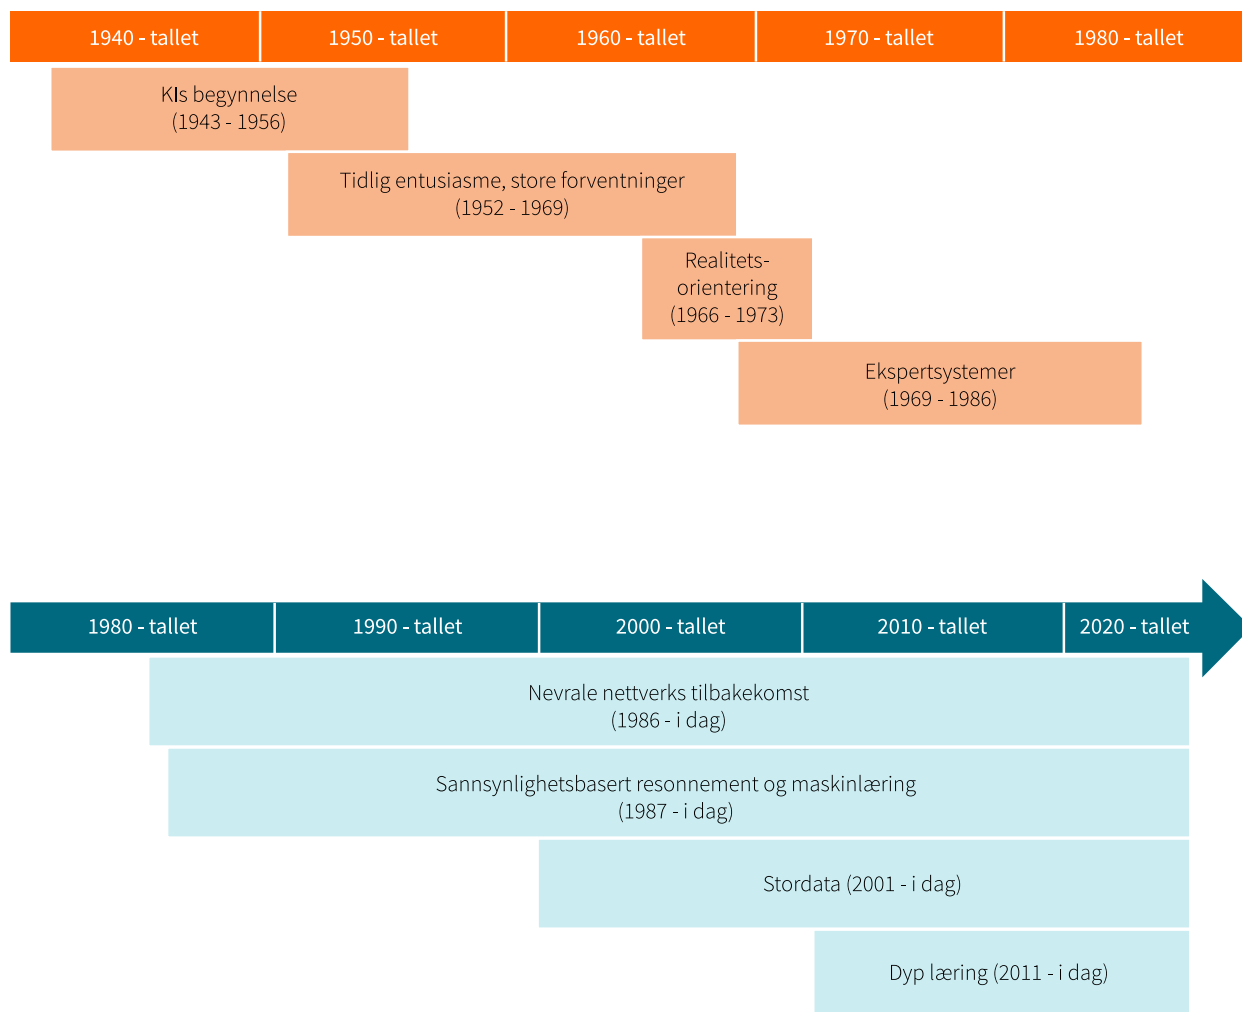 1940 - tallet
1950 - tallet
1960 - tallet
1970 - tallet
1980 - tallet
KIs begynnelse
(1943 - 1956)
Tidlig entusiasme, store forventninger
(1952 - 1969)
Realitets-
orientering
(1966 - 1973)
Ekspertsystemer
(1969 - 1986)
1980 - tallet
1990 - tallet
2000 - tallet
2010 - tallet
2020 - tallet
Nevrale nettverks tilbakekomst
(1986 - i dag)
Sannsynlighetsbasert resonnement og maskinlæring
(1987 - i dag)
Stordata (2001 - i dag)
Dyp læring (2011 - i dag)